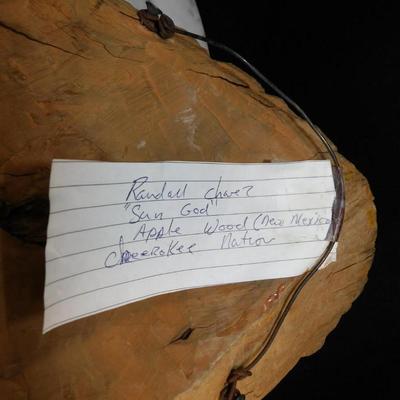 Randall Chavez
"Sun God"
Apple Wood (New Mexico
Cherokee Nation